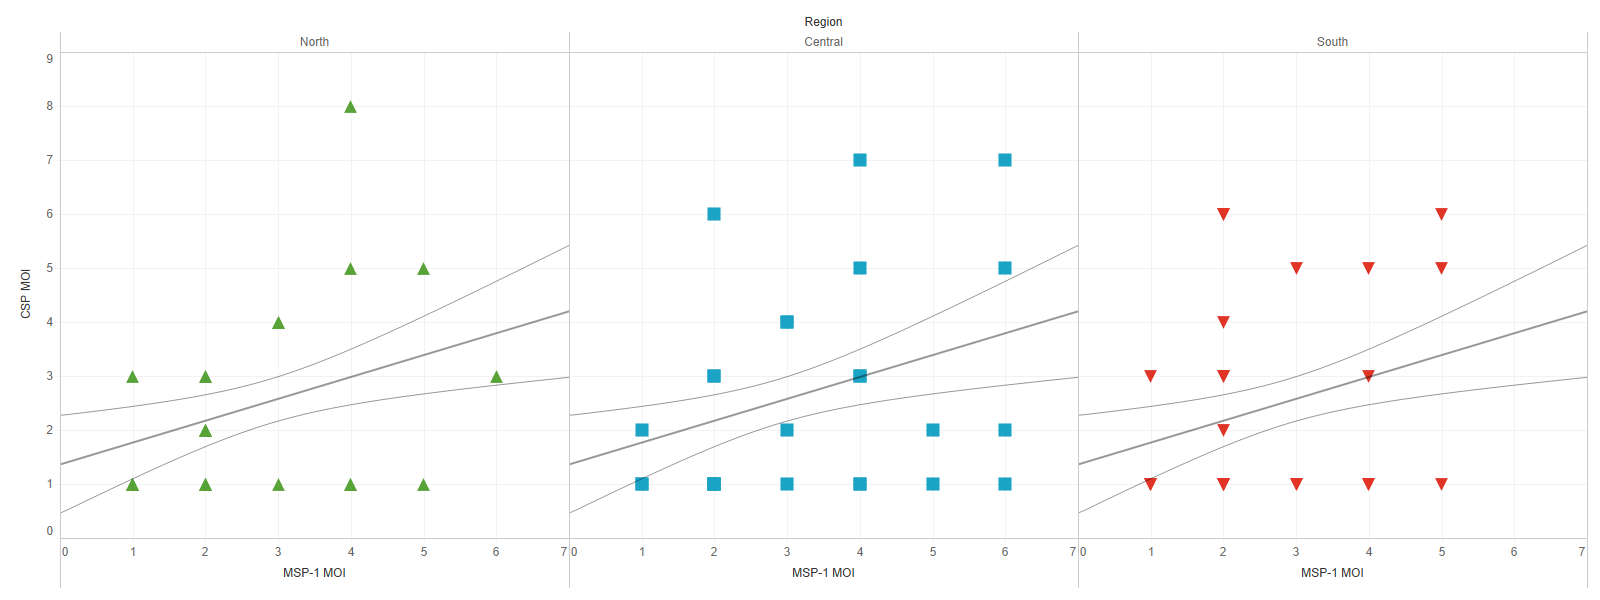 Region
North Central South
9
8
7
6
5
4
3
2
1
0
CSP MOI
0 1 2 3 4 5 6 7 0 1 2 3 4 5 6 7 0 1 2 3 4 5 6 7
MSP-1 MOI MSP-1 MOI MSP-1 MOI